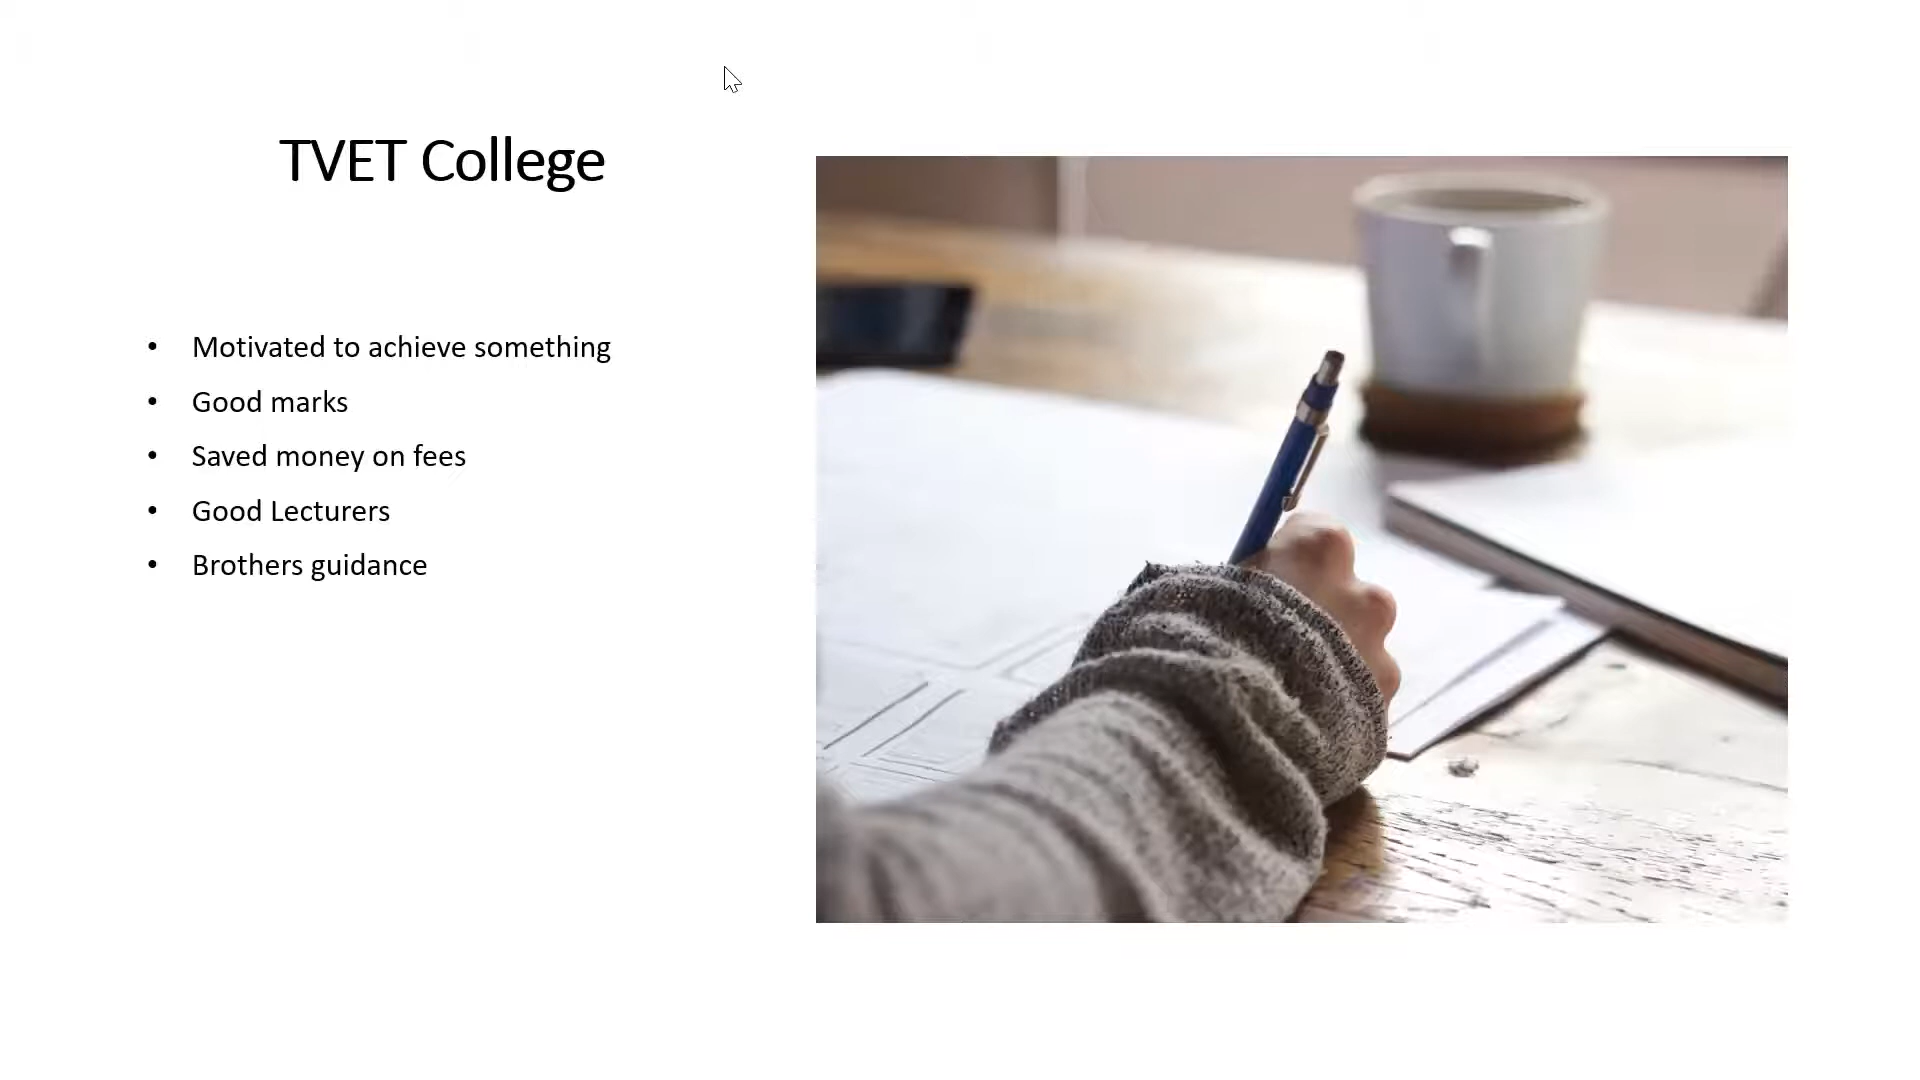 TVET College
• Motivated to achieve something
• Good marks
• Saved money on fees
• Good Lecturers
• Brothers guidance